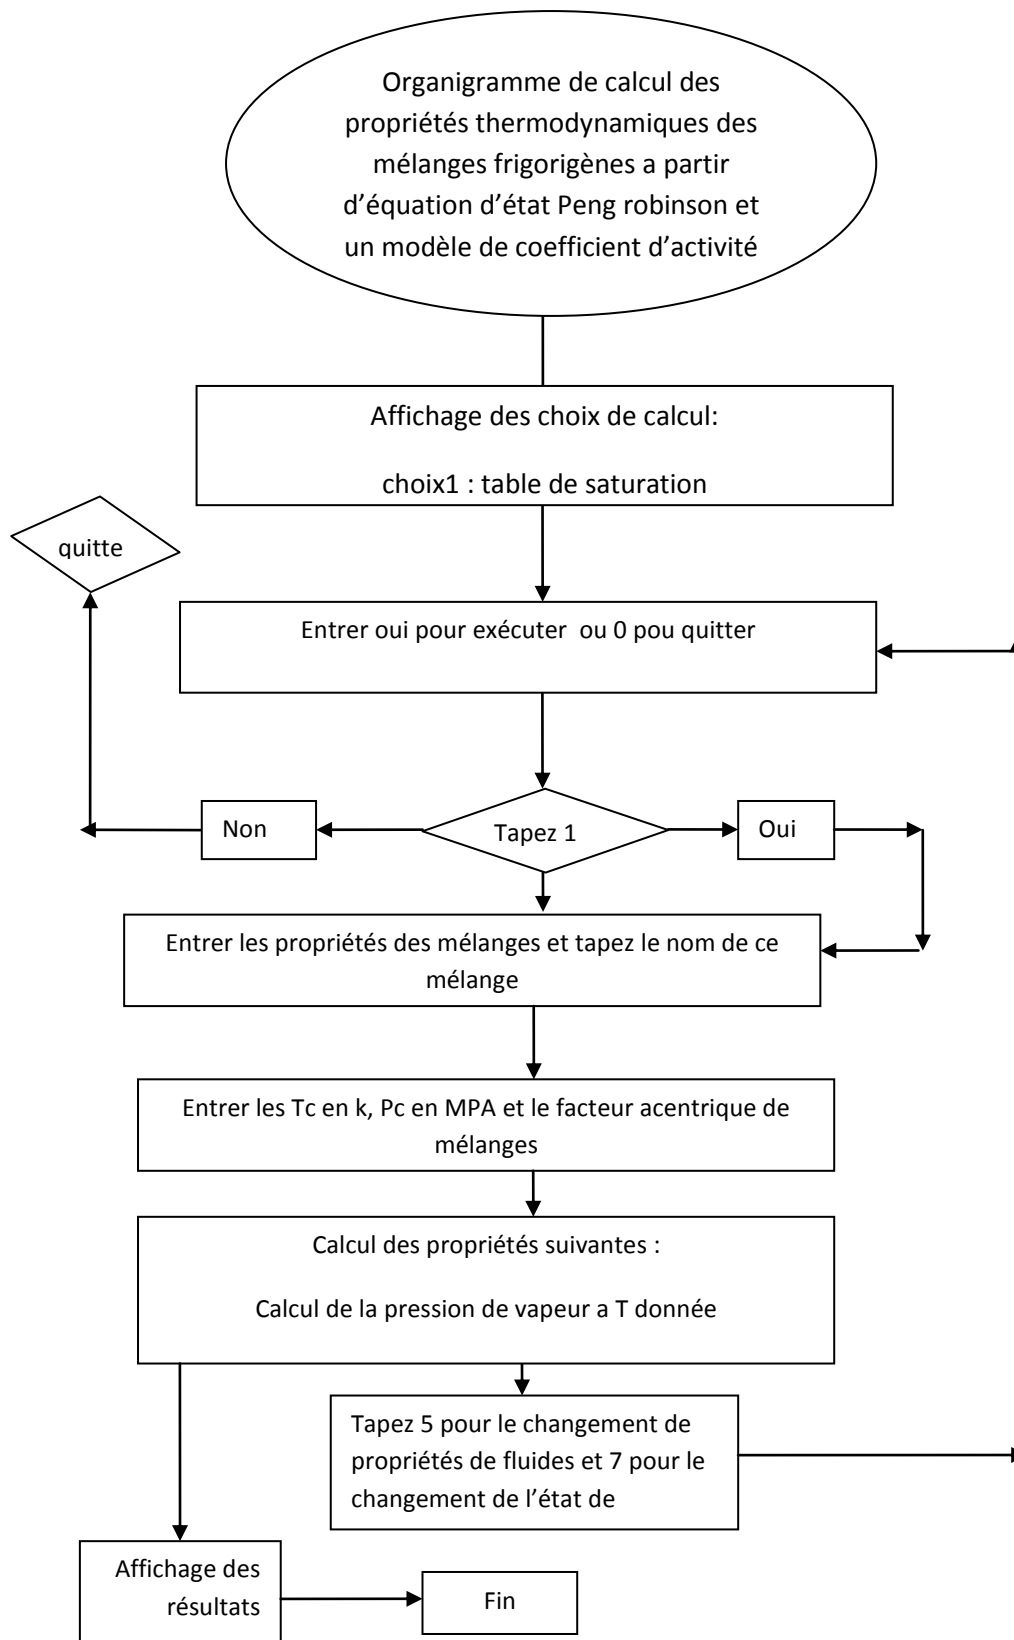 Organigramme de calcul des
propriétés thermodynamiques des
mélanges frigorigènes a partir
d’équation d’état Peng robinson et
un modèle de coefficient d’activité
Affichage des choix de calcul:
choix1 : table de saturation
quitte
Entrer oui pour exécuter  ou 0 pou quitter
Non
Tapez 1
Oui
Entrer les propriétés des mélanges et tapez le nom de ce
mélange
Entrer les Tc en k, Pc en MPA et le facteur acentrique de
mélanges
Calcul des propriétés suivantes :
Calcul de la pression de vapeur a T donnée
Tapez 5 pour le changement de
propriétés de fluides et 7 pour le
changement de l’état de
Affichage des
résultats
Fin